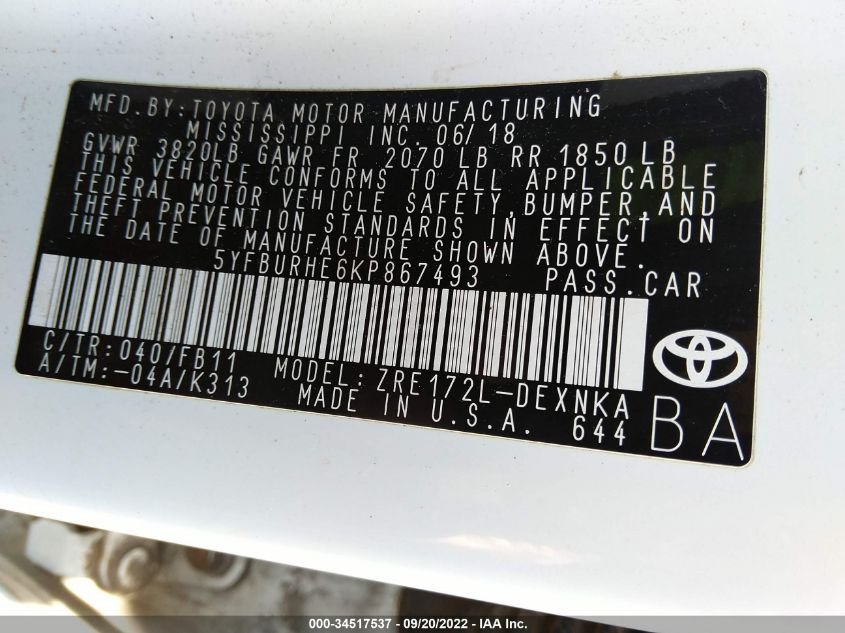 MFD.BY:TOYOTA MOTOR MANUFACTURING
MISSISSIPPI INC. 06/18
GVWR 3820LB GAWR FR 2070 LB RR 1850 LB
THIS VEHICLE CONFORMS TO ALL APPLICABLE
FEDERAL MOTOR VEHICLE SAFETY,BUMPER,AND
THEFT PREVENTION STANDARDS IN EFFECT ON
THE DATE OF MANUFACTURE SHOWN ABOVE.
5YFBURHE6KP867493 PASS.CAR
C/TR:040/FB11 MODEL:ZRE172L-DEXNKA
A/TM:-04A/K313 MADE IN U.S.A. 644
BA
000-34517537 - 09/20/2022 - IAA Inc.